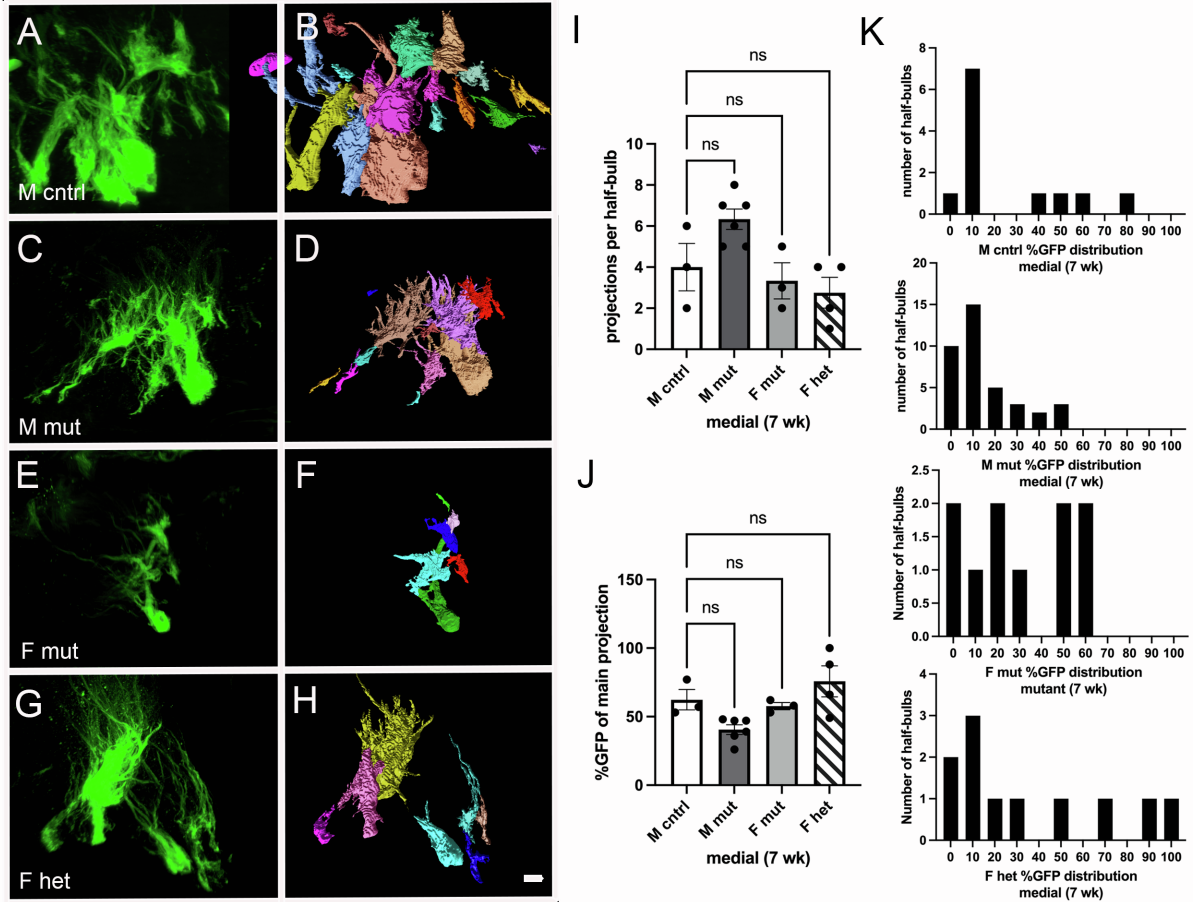 A
M cntrl
B
C
M mut
D
E
F mut
F
G
F het
H
I
ns
ns
ns
projections per half-bulb
10
8
6
4
2
0
M cntrl
M mut
F mut
F het
medial (7 wk)
J
ns
ns
ns
%GFP of main projection
150
100
50
0
M cntrl
M mut
F mut
F het
medial (7 wk)
K
number of half-bulbs
8
6
4
2
0
0 10 20 30 40 50 60 70 80 90 100
M cntrl %GFP distribution
medial (7 wk)
number of half-bulbs
20
15
10
5
0
0 10 20 30 40 50 60 70 80 90 100
M mut %GFP distribution
medial (7 wk)
Number of half-bulbs
2.5
2.0
1.5
1.0
0.5
0.0
0 10 20 30 40 50 60 70 80 90 100
F mut %GFP distribution
mutant (7 wk)
Number of half-bulbs
4
3
2
1
0
0 10 20 30 40 50 60 70 80 90 100
F het %GFP distribution
medial (7 wk)